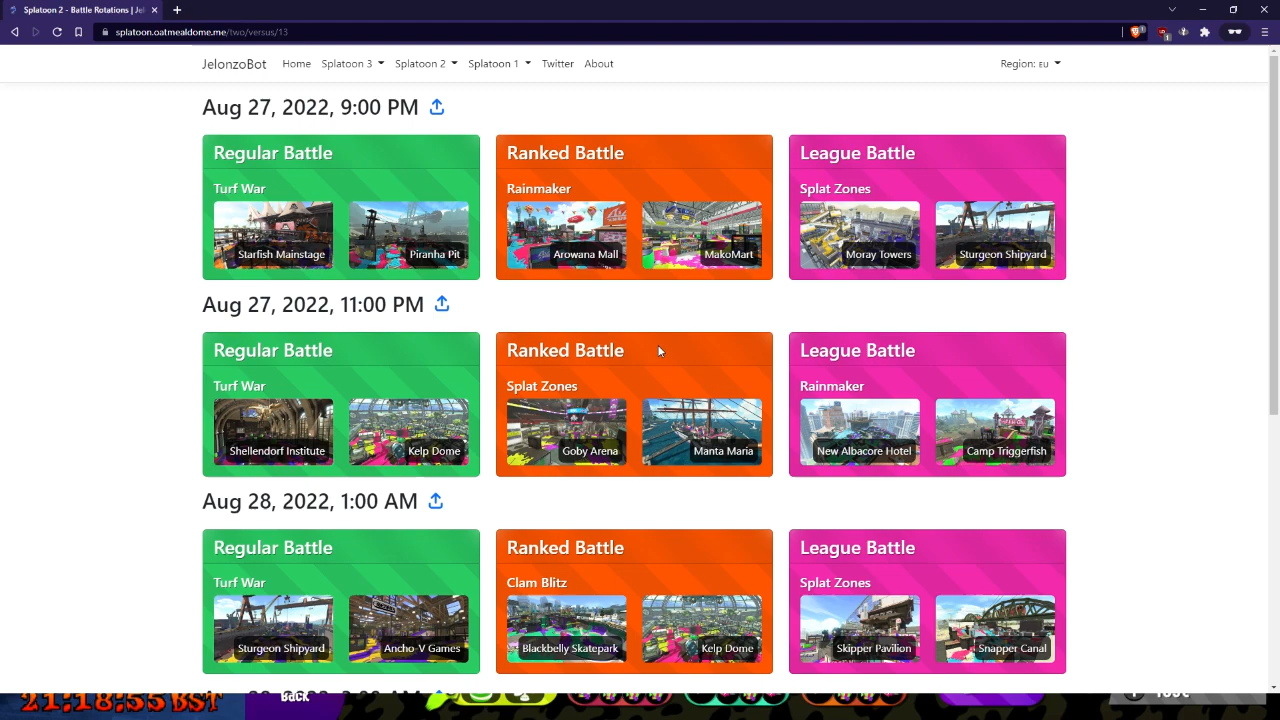 Splatoon 2 - Battle Rotations | Jel
splatoon.oatmealdome.me/two/versus/13
JelonzoBot Home Splatoon 3 Splatoon 2 Splatoon 1 Twitter About Region: EU
Aug 27, 2022, 9:00 PM
Regular Battle
Turf War
Starfish Mainstage
Piranha Pit
Ranked Battle
Rainmaker
Arowana Mall
MakoMart
League Battle
Splat Zones
Moray Towers
Sturgeon Shipyard
Aug 27, 2022, 11:00 PM
Regular Battle
Turf War
Shellendorf Institute
Kelp Dome
Ranked Battle
Splat Zones
Goby Arena
Manta Maria
League Battle
Rainmaker
New Albacore Hotel
Camp Triggerfish
Aug 28, 2022, 1:00 AM
Regular Battle
Turf War
Sturgeon Shipyard
Ancho-V Games
Ranked Battle
Clam Blitz
Blackbelly Skatepark
Kelp Dome
League Battle
Splat Zones
Skipper Pavilion
Snapper Canal
21:18:55 BST
Back